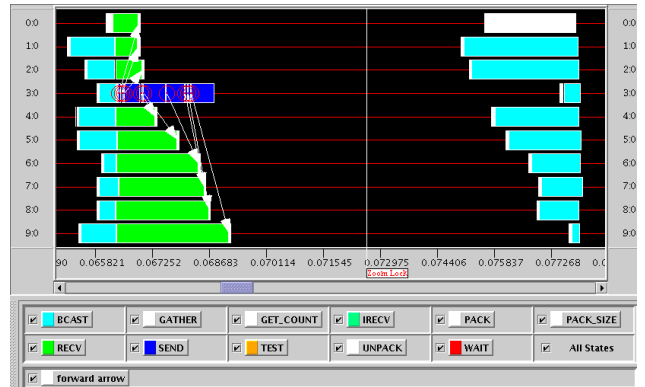 0:0 0:0
1:0 1:0
2:0 2:0
3:0 3:0
4:0 4:0
5:0 5:0
6:0 6:0
7:0 7:0
8:0 8:0
9:0 9:0
90 0.065821 0.067252 0.068683 0.070114 0.071545 0.072975 0.074406 0.075837 0.077268 0.0
Zoom Lock
BCAST GATHER GET_COUNT IRECV PACK PACK_SIZE
RECV SEND TEST UNPACK WAIT All States
forward arrow